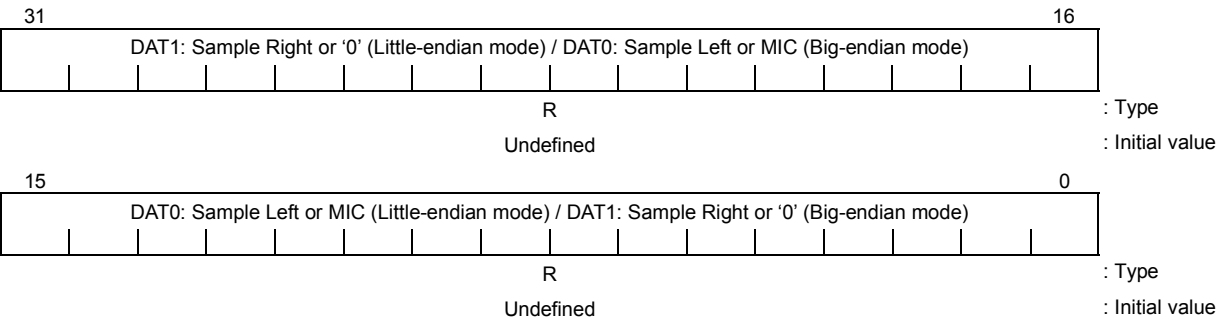 31 16
DAT1: Sample Right or ‘0’ (Little-endian mode) / DAT0: Sample Left or MIC (Big-endian mode)
R : Type
Undefined : Initial value
15 0
DAT0: Sample Left or MIC (Little-endian mode) / DAT1: Sample Right or ‘0’ (Big-endian mode)
R : Type
Undefined : Initial value